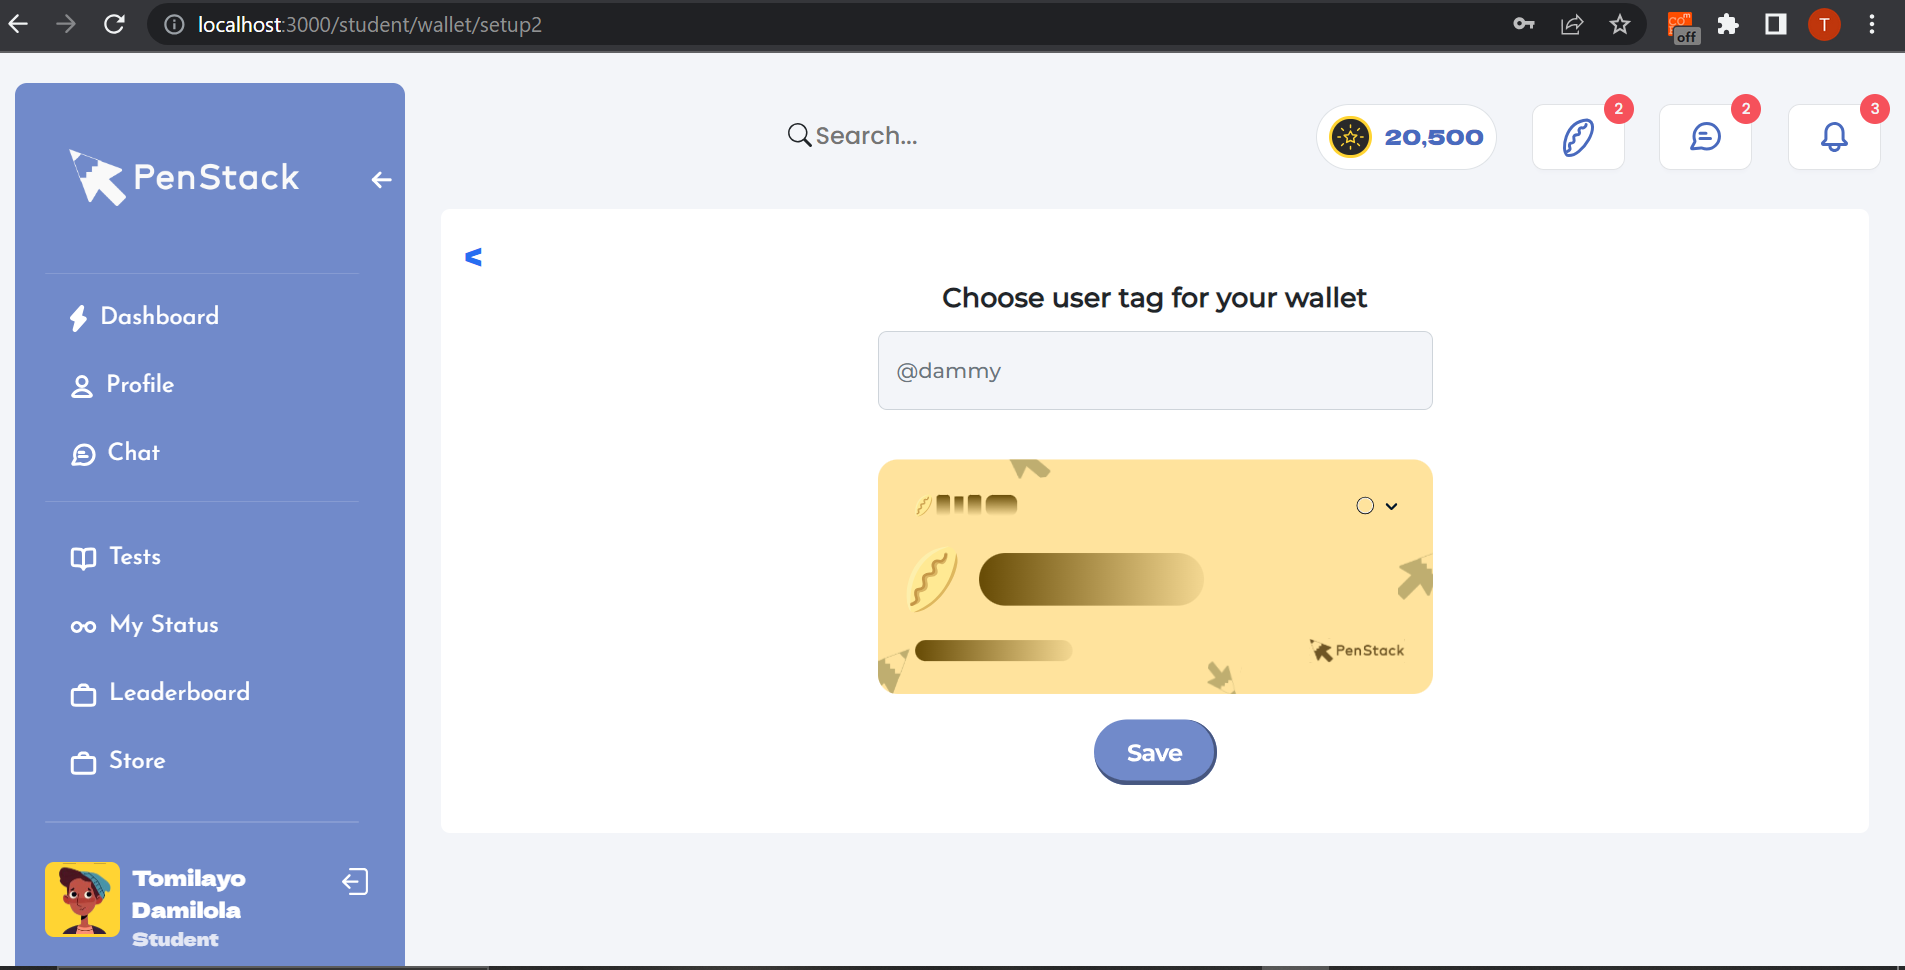 localhost:3000/student/wallet/setup2
off
T
PenStack
Search...
20,500
2
2
3
<
Choose user tag for your wallet
@dammy
PenStack
Save
Dashboard
Profile
Chat
Tests
My Status
Leaderboard
Store
Tomilayo
Damilola
Student